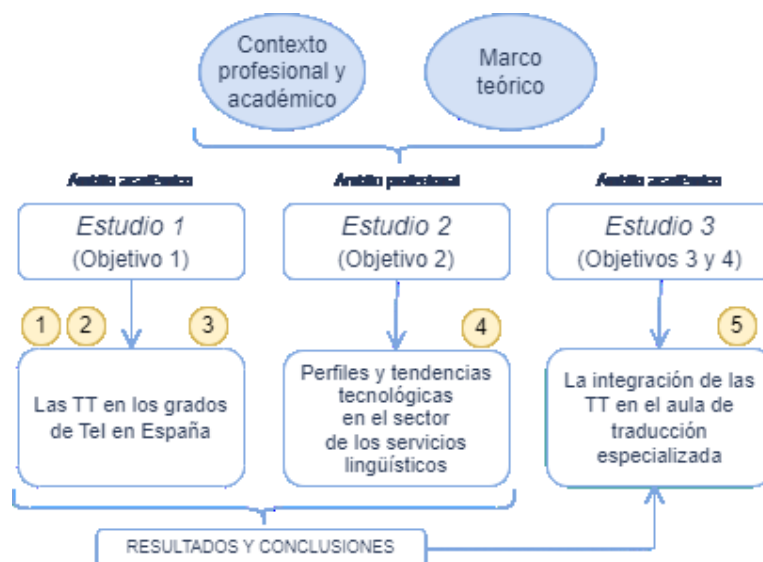 Contexto
profesional y
académico
Marco
teórico
Ámbito académico
Ámbito profesional
Ámbito académico
Estudio 1
(Objetivo 1)
Estudio 2
(Objetivo 2)
Estudio 3
(Objetivos 3 y 4)
1
2
3
4
5
Las TT en los grados
de TeI en España
Perfiles y tendencias
tecnológicas
en el sector
de los servicios
lingüísticos
La integración de las
TT en el aula de
traducción
especializada
RESULTADOS Y CONCLUSIONES